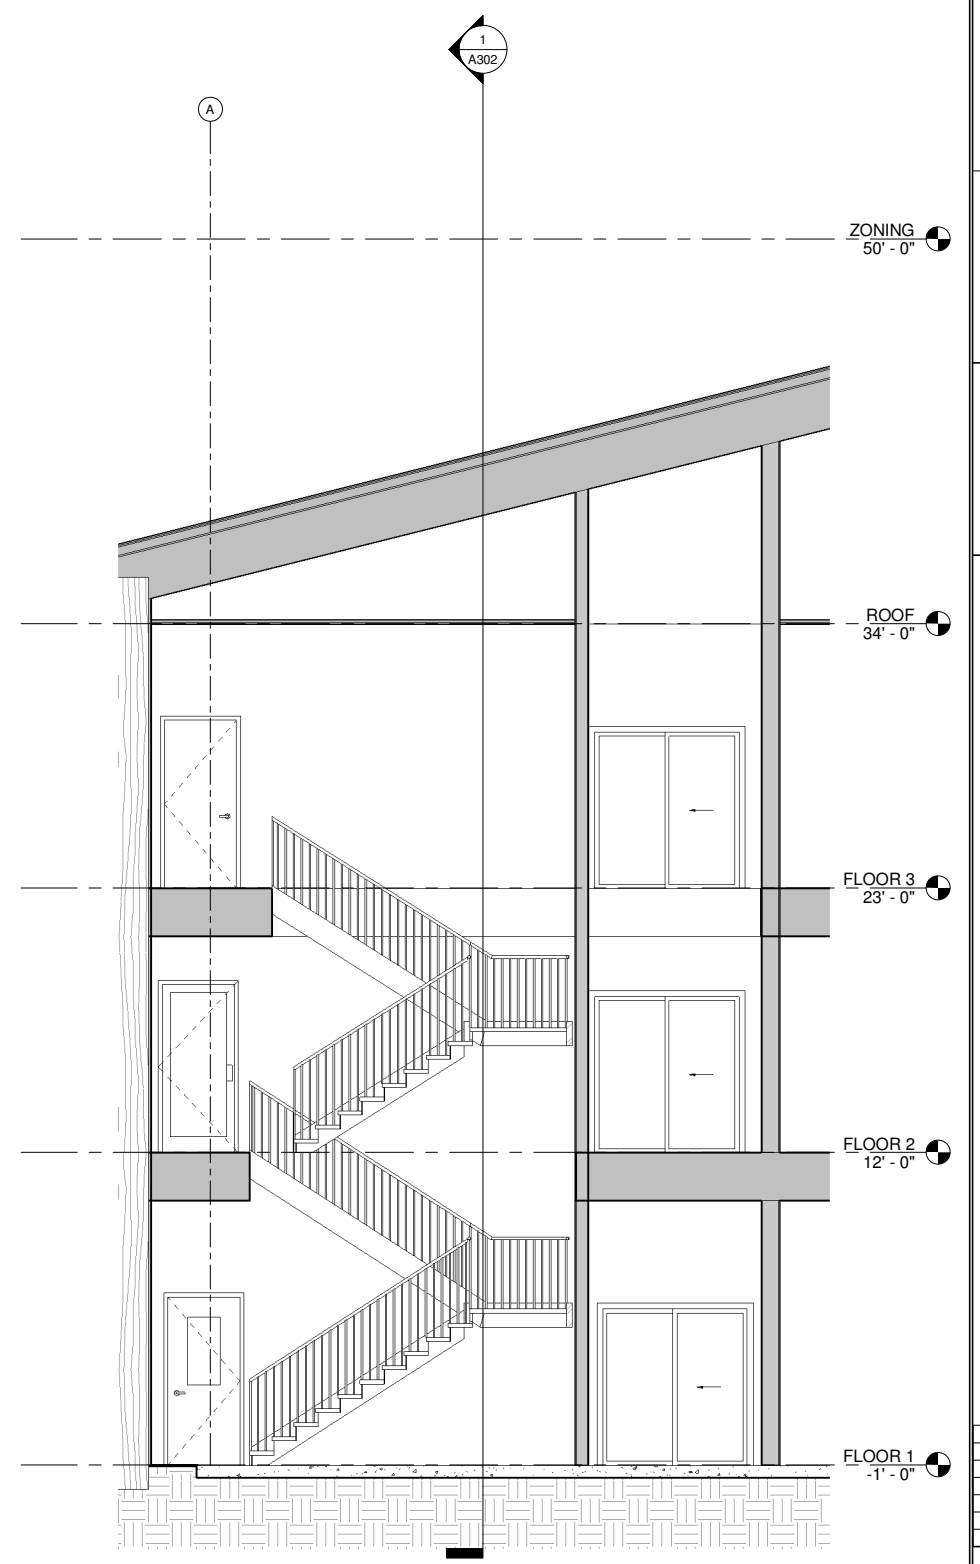 1
A302
A
ZONING
50' - 0"
ROOF
34' - 0"
FLOOR 3
23' - 0"
FLOOR 2
12' - 0"
FLOOR 1
-1' - 0"